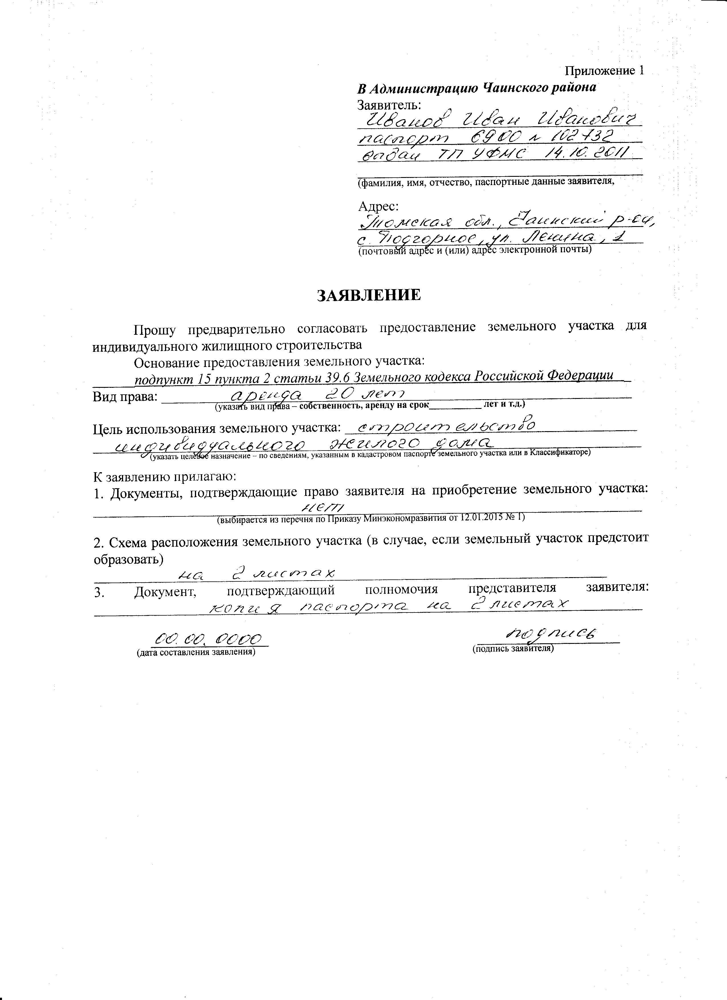 Приложение 1
В Администрацию Чаинского района
Заявитель:
Иванов Иван Иванович
паспорт 6900 № 102732
выдан ТП УФМС 14.10.2011
(фамилия, имя, отчество, паспортные данные заявителя,
Адрес:
Томская обл., Чаинский р-он,
с. Подгорное, ул. Ленина, 1
(почтовый адрес и (или) адрес электронной почты)
ЗАЯВЛЕНИЕ
Прошу предварительно согласовать предоставление земельного участка для
индивидуального жилищного строительства
Основание предоставления земельного участка:
подпункт 15 пункта 2 статьи 39.6 Земельного кодекса Российской Федерации
Вид права: аренда 20 лет
(указать вид права – собственность, аренду на срок__________ лет и т.д.)
Цель использования земельного участка: строительство
индивидуального жилого дома
(указать целевое назначение – по сведениям, указанным в кадастровом паспорте земельного участка или в Классификаторе)
К заявлению прилагаю:
1. Документы, подтверждающие право заявителя на приобретение земельного участка:
нет
(выбирается из перечня по Приказу Минэкономразвития от 12.01.2015 № 1)
2. Схема расположения земельного участка (в случае, если земельный участок предстоит
образовать)
на 2 листах
3. Документ, подтверждающий полномочия представителя заявителя:
копия паспорта на 2 листах
00.00.0000 подпись
(дата составления заявления) (подпись заявителя)